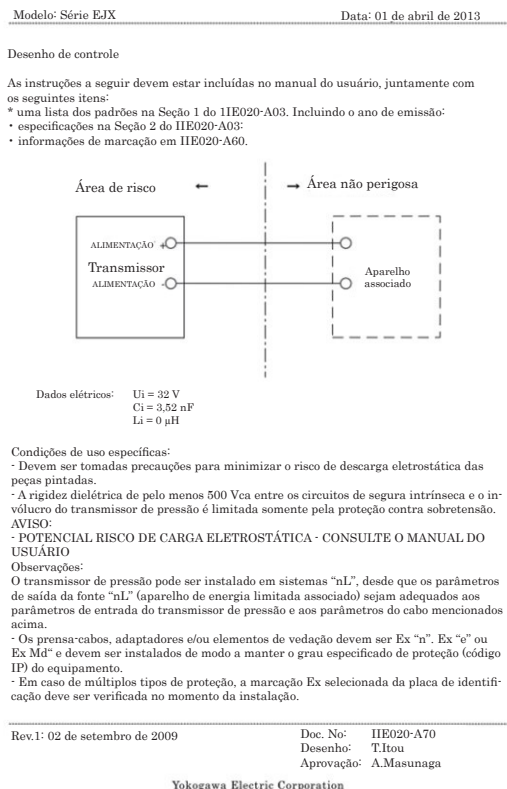 Modelo: Série EJX Data: 01 de abril de 2013
Desenho de controle
As instruções a seguir devem estar incluídas no manual do usuário, juntamente com
os seguintes itens:
* uma lista dos padrões na Seção 1 do 1IE020-A03. Incluindo o ano de emissão:
• especificações na Seção 2 do IIE020-A03:
• informações de marcação em IIE020-A60.
Área de risco ← → Área não perigosa
ALIMENTAÇÃO +
Transmissor
ALIMENTAÇÃO -
Aparelho
associado
Dados elétricos: Ui = 32 V
Ci = 3,52 nF
Li = 0 µH
Condições de uso específicas:
- Devem ser tomadas precauções para minimizar o risco de descarga eletrostática das
peças pintadas.
- A rigidez dielétrica de pelo menos 500 Vca entre os circuitos de segura intrínseca e o in-
vólucro do transmissor de pressão é limitada somente pela proteção contra sobretensão.
AVISO:
- POTENCIAL RISCO DE CARGA ELETROSTÁTICA - CONSULTE O MANUAL DO
USUÁRIO
Observações:
O transmissor de pressão pode ser instalado em sistemas “nL”, desde que os parâmetros
de saída da fonte “nL” (aparelho de energia limitada associado) sejam adequados aos
parâmetros de entrada do transmissor de pressão e aos parâmetros do cabo mencionados
acima.
- Os prensa-cabos, adaptadores e/ou elementos de vedação devem ser Ex “n”. Ex “e” ou
Ex Md“ e devem ser instalados de modo a manter o grau especificado de proteção (código
IP) do equipamento.
- Em caso de múltiplos tipos de proteção, a marcação Ex selecionada da placa de identifi-
cação deve ser verificada no momento da instalação.
Rev.1: 02 de setembro de 2009 Doc. No: IIE020-A70
Desenho: T.Itou
Aprovação: A.Masunaga
Yokogawa Electric Corporation